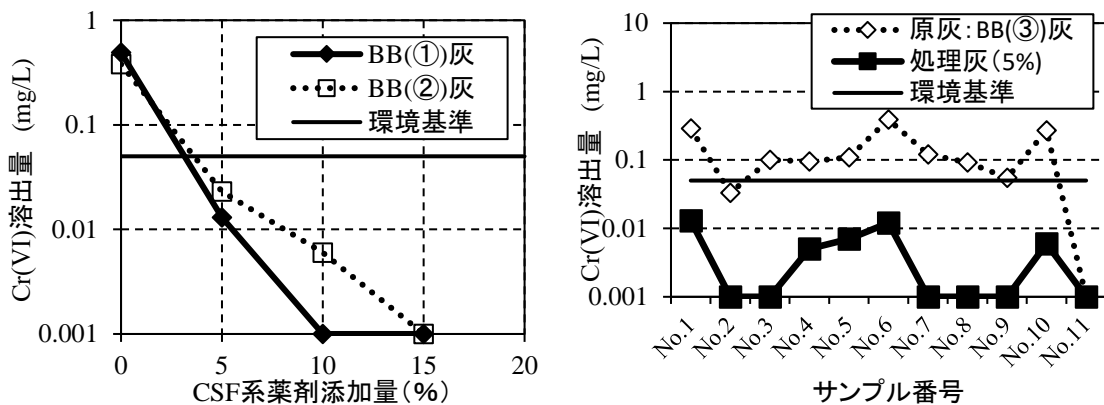 Cr(VI)溶出量 (mg/L)
1
0.1
0.01
0.001
0
5
10
15
20
CSF系薬剤添加量(%)
BB(①)灰
BB(②)灰
環境基準
Cr(VI)溶出量 (mg/L)
10
1
0.1
0.01
0.001
原灰:BB(③)灰
処理灰(5%)
環境基準
No.1
No.2
No.3
No.4
No.5
No.6
No.7
No.8
No.9
No.10
No.11
サンプル番号